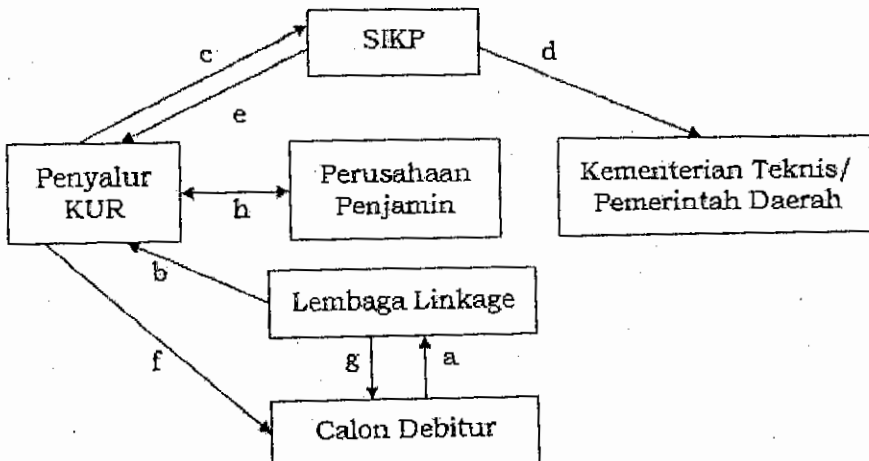 SIKP
c
d
e
Penyalur
KUR
h
Perusahaan
Penjamin
Kementerian Teknis/
Pemerintah Daerah
b
Lembaga Linkage
f
g
a
Calon Debitur